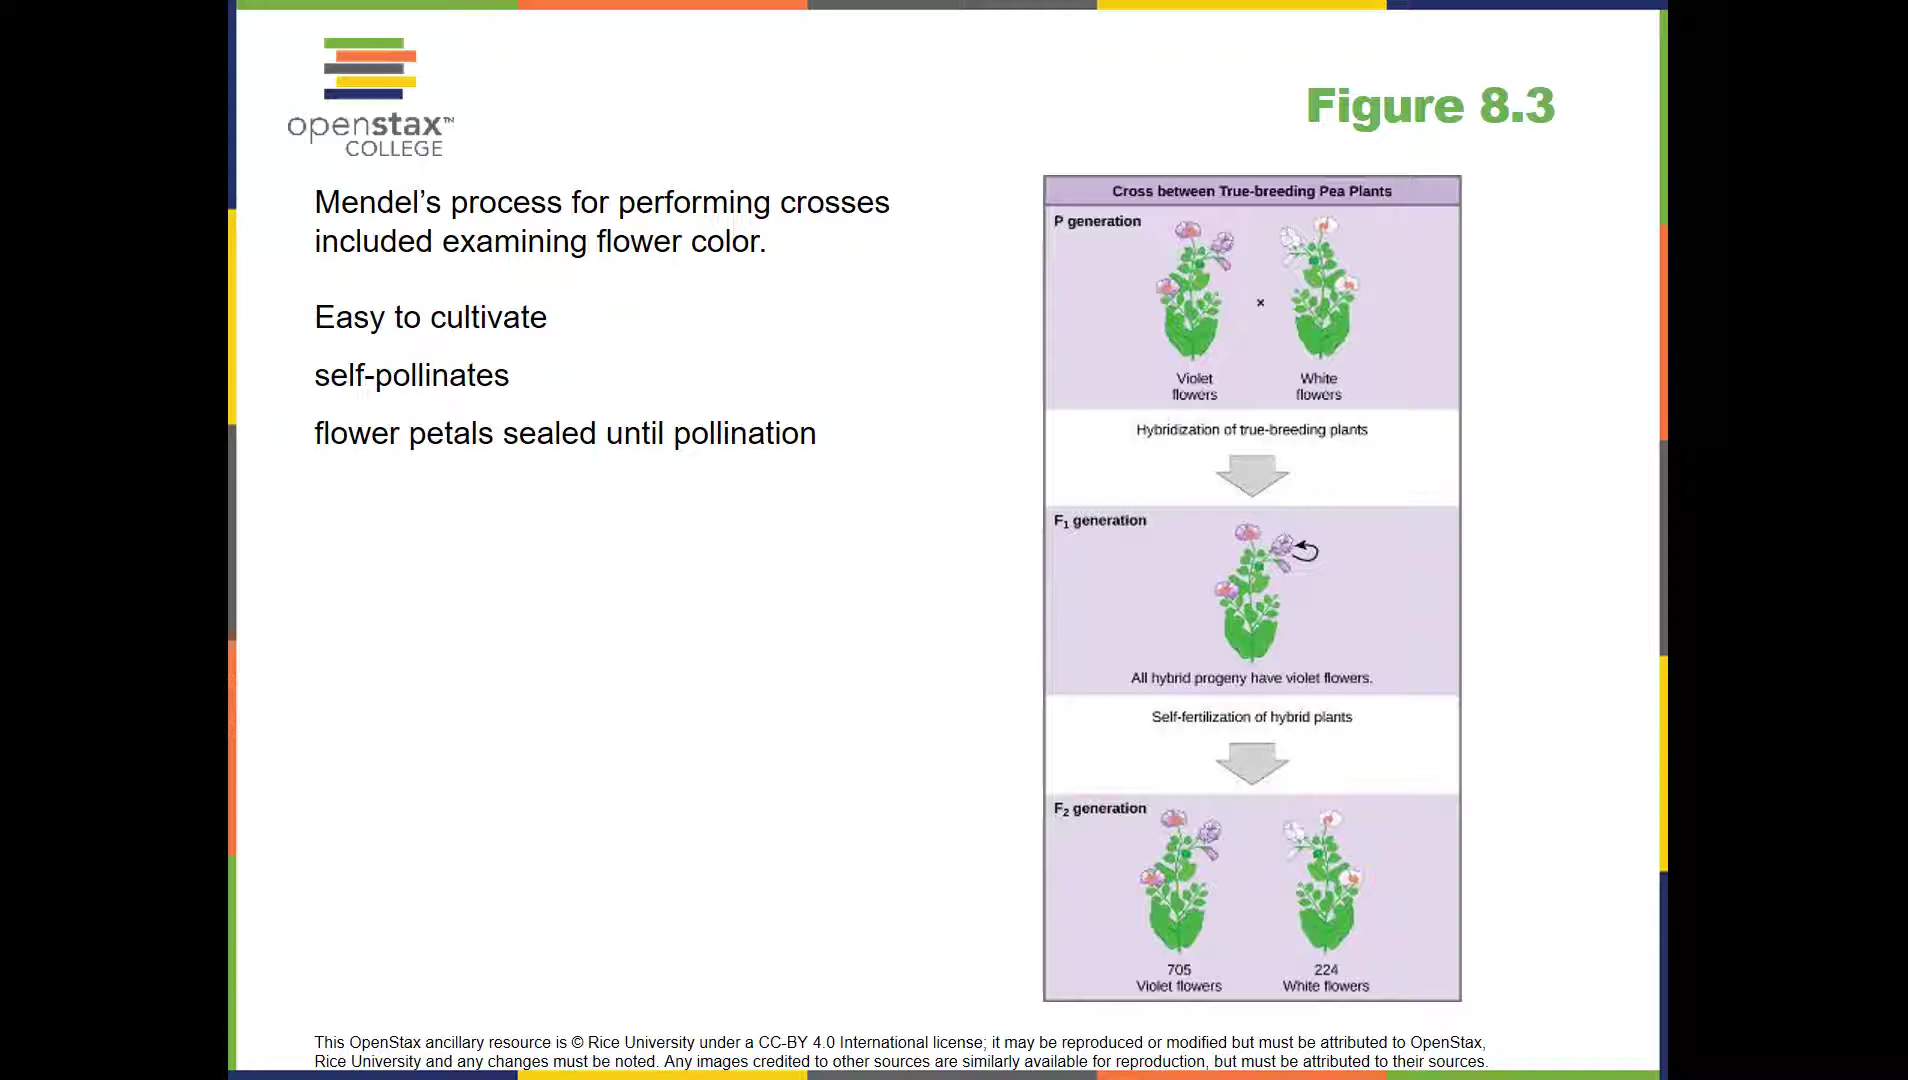 openstax™
COLLEGE
Figure 8.3
Mendel’s process for performing crosses
included examining flower color.
Easy to cultivate
self-pollinates
flower petals sealed until pollination
Cross between True-breeding Pea Plants
P generation
×
Violet
flowers
White
flowers
Hybridization of true-breeding plants
F₁ generation
All hybrid progeny have violet flowers.
Self-fertilization of hybrid plants
F₂ generation
705
Violet flowers
224
White flowers
This OpenStax ancillary resource is © Rice University under a CC-BY 4.0 International license; it may be reproduced or modified but must be attributed to OpenStax,
Rice University and any changes must be noted. Any images credited to other sources are similarly available for reproduction, but must be attributed to their sources.